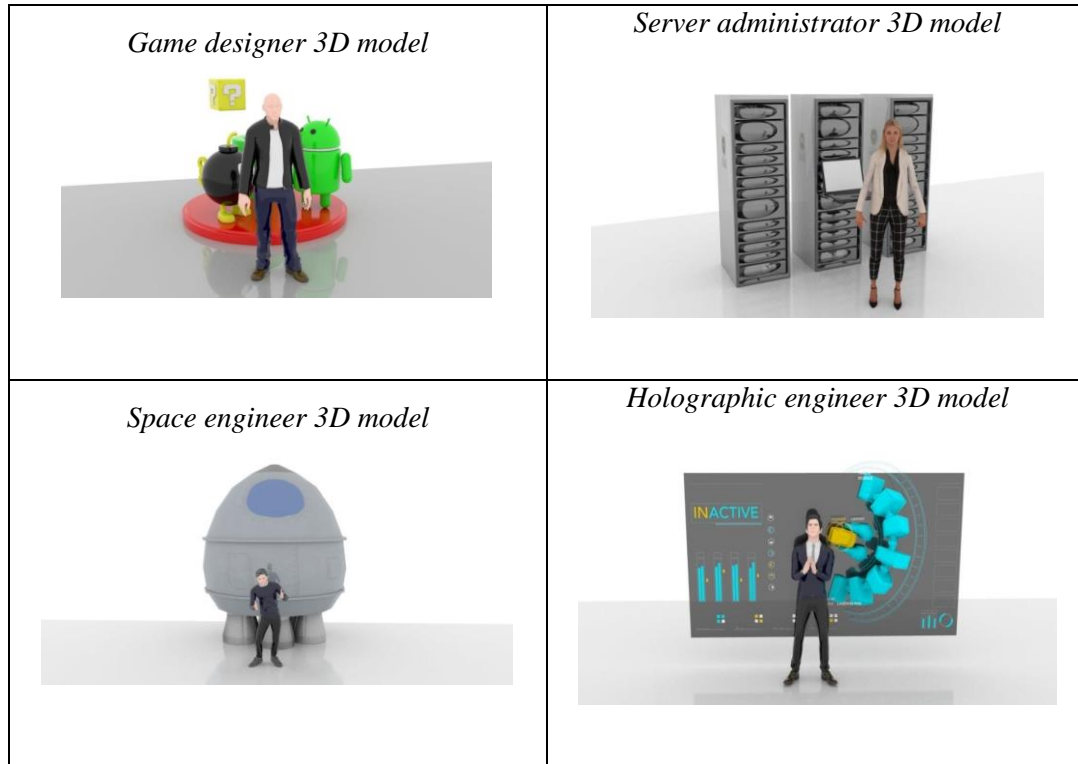 Game designer 3D model
?
Server administrator 3D model
Space engineer 3D model
Holographic engineer 3D model
INACTIVE